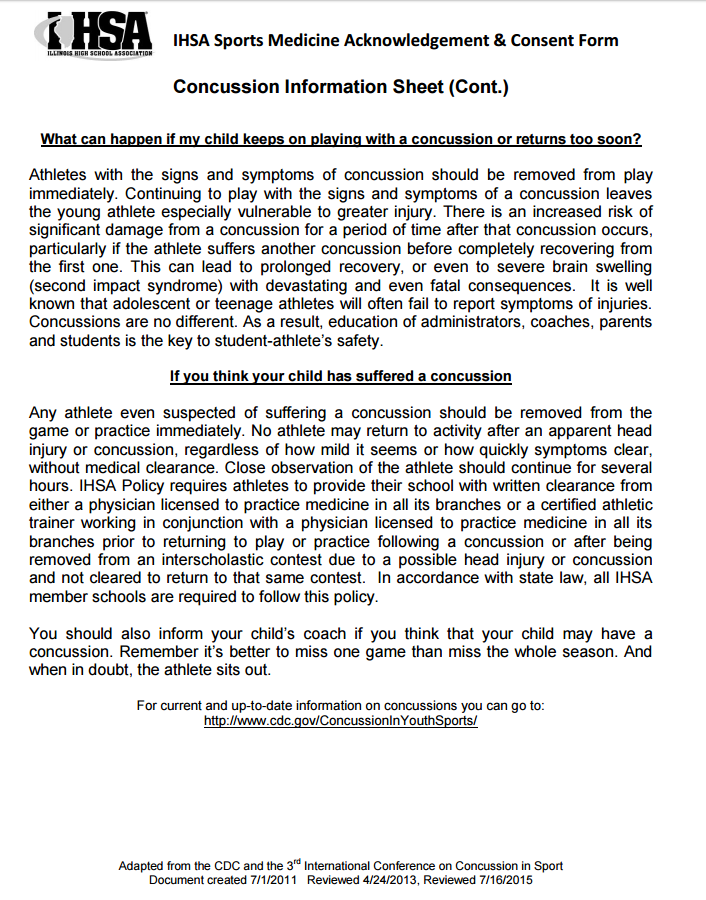 IHSA
ILLINOIS HIGH SCHOOL ASSOCIATION
IHSA Sports Medicine Acknowledgement & Consent Form
Concussion Information Sheet (Cont.)
What can happen if my child keeps on playing with a concussion or returns too soon?
Athletes with the signs and symptoms of concussion should be removed from play
immediately. Continuing to play with the signs and symptoms of a concussion leaves
the young athlete especially vulnerable to greater injury. There is an increased risk of
significant damage from a concussion for a period of time after that concussion occurs,
particularly if the athlete suffers another concussion before completely recovering from
the first one. This can lead to prolonged recovery, or even to severe brain swelling
(second impact syndrome) with devastating and even fatal consequences.  It is well
known that adolescent or teenage athletes will often fail to report symptoms of injuries.
Concussions are no different. As a result, education of administrators, coaches, parents
and students is the key to student-athlete’s safety.
If you think your child has suffered a concussion
Any athlete even suspected of suffering a concussion should be removed from the
game or practice immediately. No athlete may return to activity after an apparent head
injury or concussion, regardless of how mild it seems or how quickly symptoms clear,
without medical clearance. Close observation of the athlete should continue for several
hours. IHSA Policy requires athletes to provide their school with written clearance from
either a physician licensed to practice medicine in all its branches or a certified athletic
trainer working in conjunction with a physician licensed to practice medicine in all its
branches prior to returning to play or practice following a concussion or after being
removed from an interscholastic contest due to a possible head injury or concussion
and not cleared to return to that same contest.  In accordance with state law, all IHSA
member schools are required to follow this policy.
You should also inform your child’s coach if you think that your child may have a
concussion. Remember it’s better to miss one game than miss the whole season. And
when in doubt, the athlete sits out.
For current and up-to-date information on concussions you can go to:
http://www.cdc.gov/ConcussionInYouthSports/
Adapted from the CDC and the 3rd International Conference on Concussion in Sport
Document created 7/1/2011  Reviewed 4/24/2013, Reviewed 7/16/2015